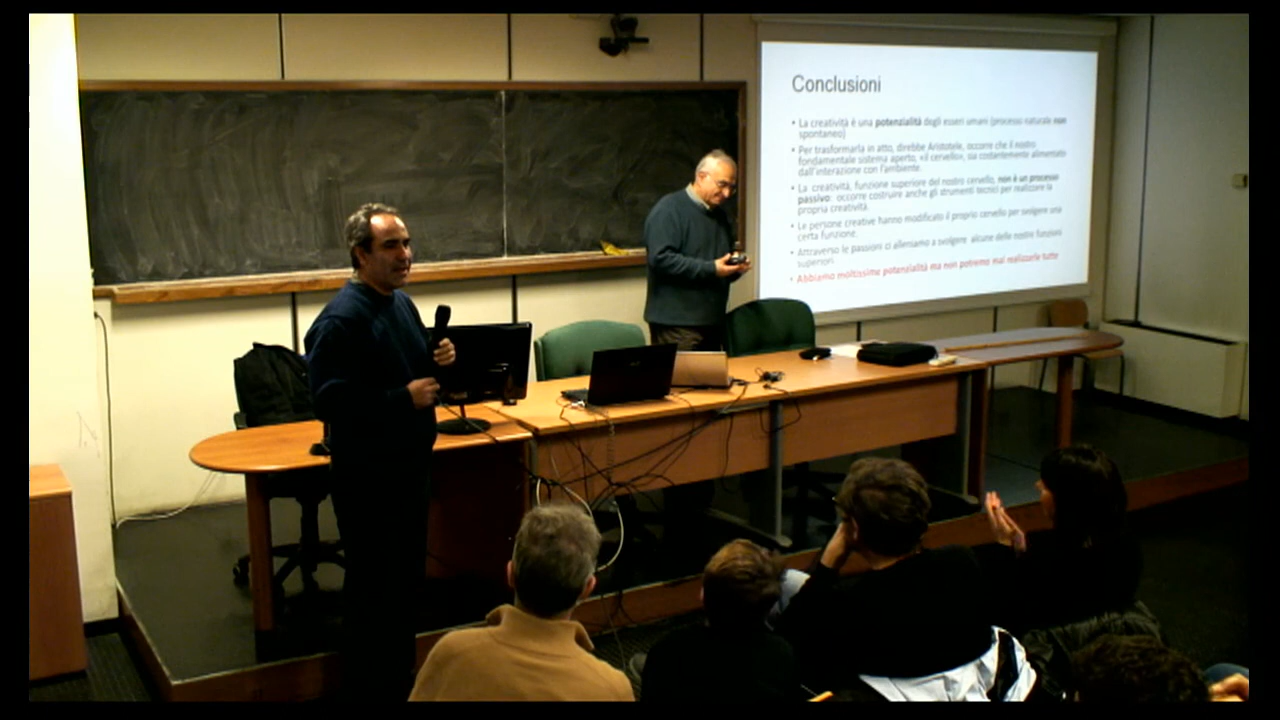 Conclusioni
• La creatività è una potenzialità degli esseri umani (processo naturale non
spontaneo)
• Per trasformarla in atto, direbbe Aristotele, occorre che il nostro
fondamentale sistema aperto, «il cervello», sia costantemente alimentato
dall'interazione con l'ambiente.
• La creatività, funzione superiore del nostro cervello, non è un processo
passivo: occorre costruire anche gli strumenti tecnici per realizzare la
propria creatività.
• Le persone creative hanno modificato il proprio cervello per svolgere una
certa funzione.
• Attraverso le passioni ci alleniamo a svolgere alcune delle nostre funzioni
superiori
• Abbiamo moltissime potenzialità ma non potremo mai realizzarle tutte